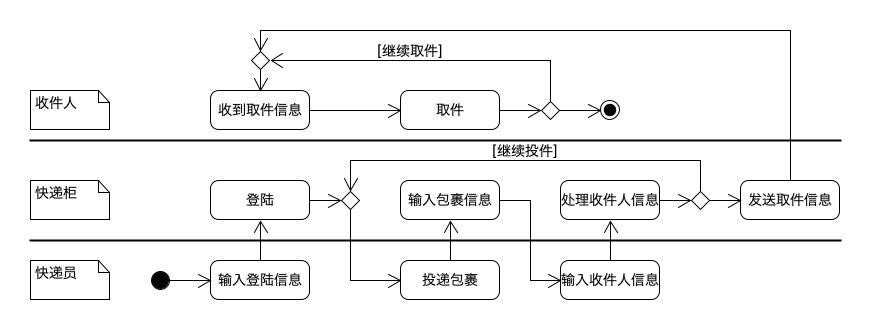 [继续取件]
收件人
收到取件信息
取件
[继续投件]
快递柜
登陆
输入包裹信息
处理收件人信息
发送取件信息
快递员
输入登陆信息
投递包裹
输入收件人信息